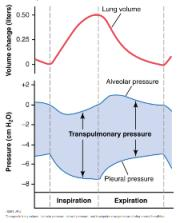 Lung volume
Volume change (liters)
0.50
0.25
0
Alveolar pressure
Pressure (cm H₂O)
+2
0
−2
−4
−6
−8
Transpulmonary pressure
Pleural pressure
Inspiration
Expiration